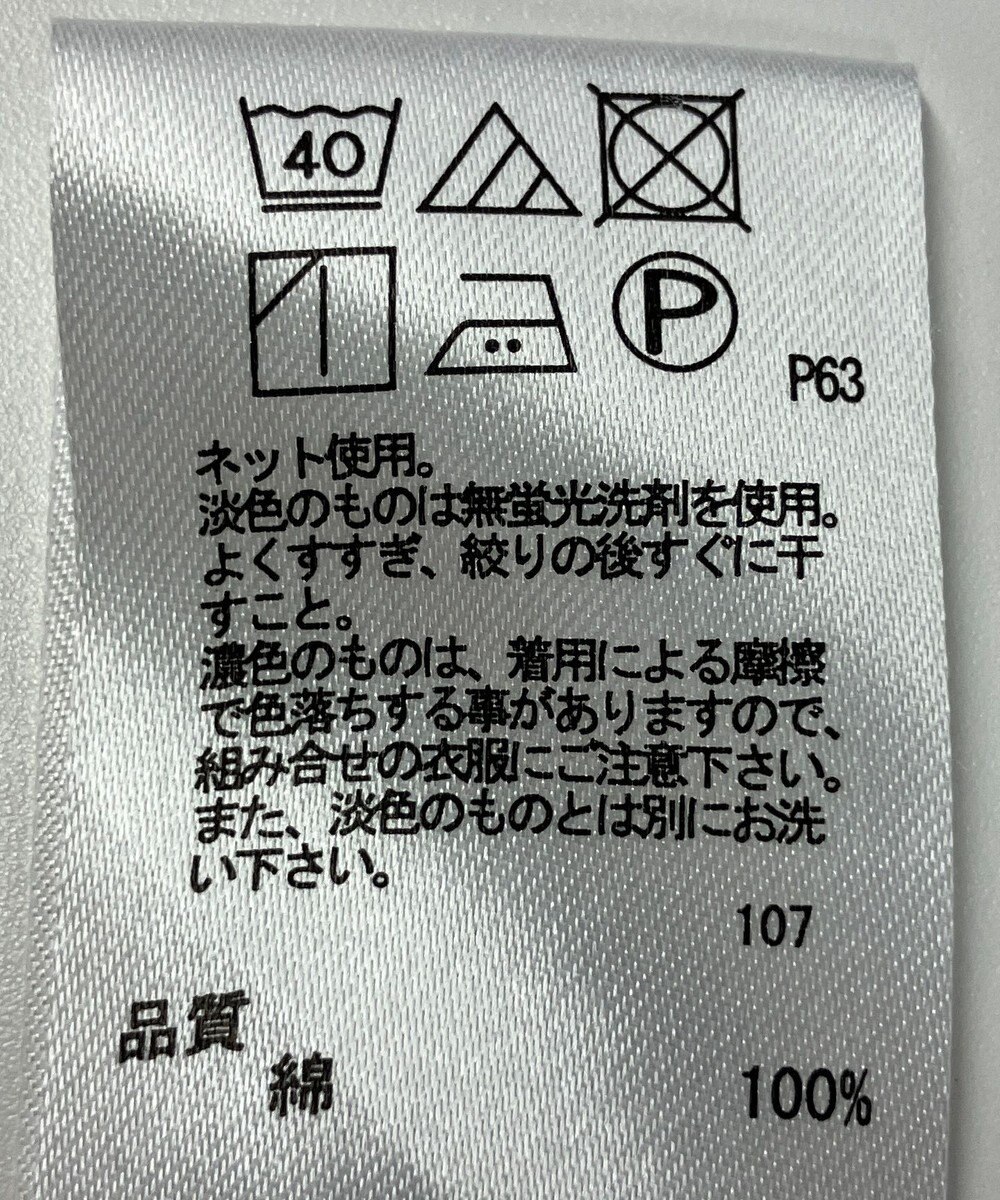 40
P
P63
ネット使用。
淡色のものは無蛍光洗剤を使用。
よくすすぎ、絞りの後すぐに干
すこと。
濃色のものは、着用による摩擦
で色落ちする事がありますので、
組み合せの衣服にご注意下さい。
また、淡色のものとは別にお洗
い下さい。
107
品質
綿 100%